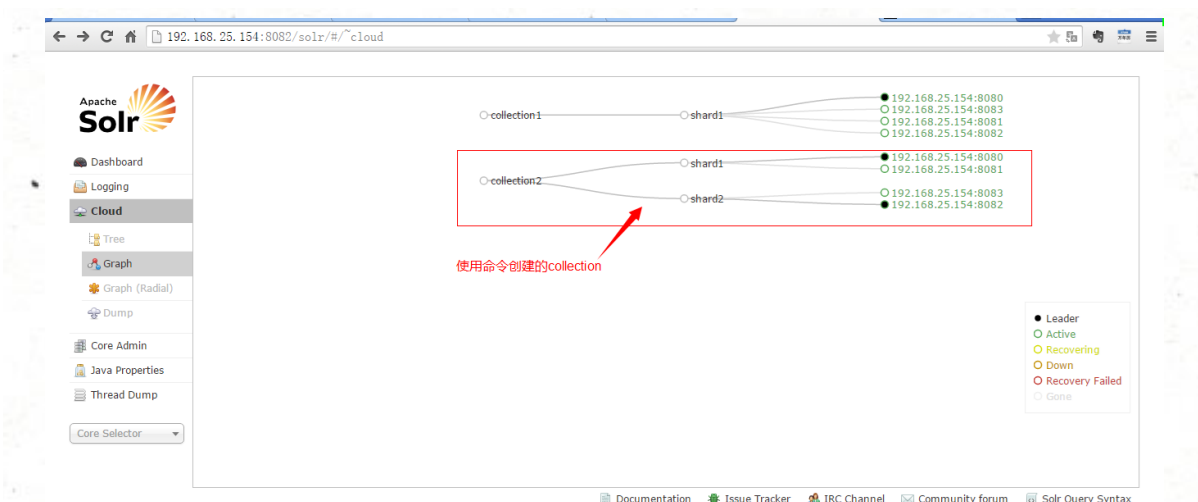 192.168.25.154:8082/solr/#/~cloud
Apache
Solr
Dashboard
Logging
Cloud
Tree
Graph
Graph (Radial)
Dump
Core Admin
Java Properties
Thread Dump
Core Selector
collection1
shard1
192.168.25.154:8080
192.168.25.154:8083
192.168.25.154:8081
192.168.25.154:8082
collection2
shard1
192.168.25.154:8080
192.168.25.154:8081
shard2
192.168.25.154:8083
192.168.25.154:8082
使用命令创建的collection
Leader
Active
Recovering
Down
Recovery Failed
Gone
Documentation Issue Tracker IRC Channel Community forum Solr Query Syntax